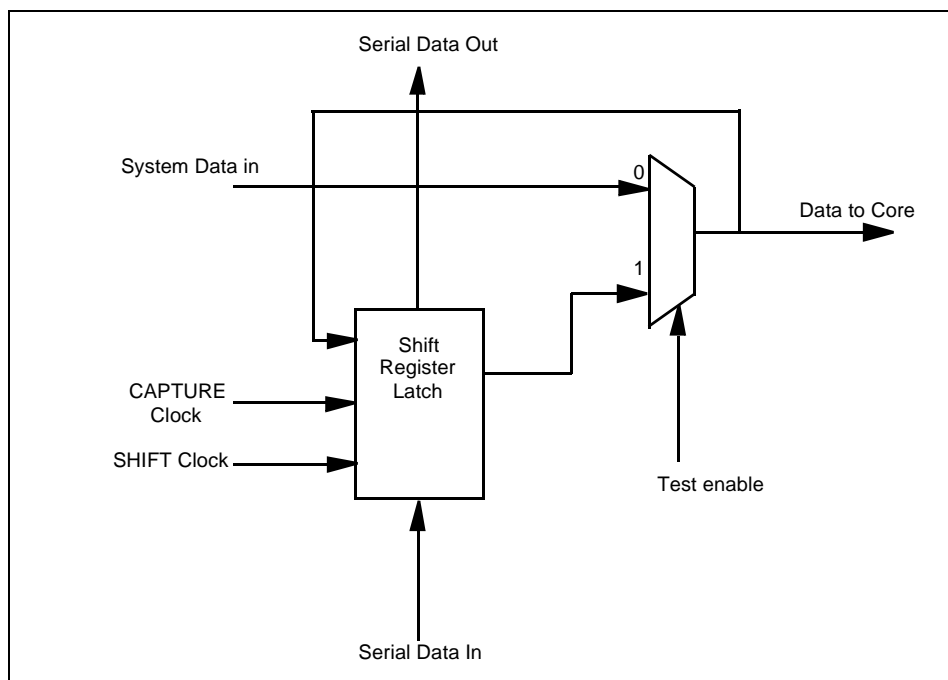 Serial Data Out
System Data in
0
Data to Core
1
Shift
Register
Latch
CAPTURE
Clock
SHIFT Clock
Test enable
Serial Data In